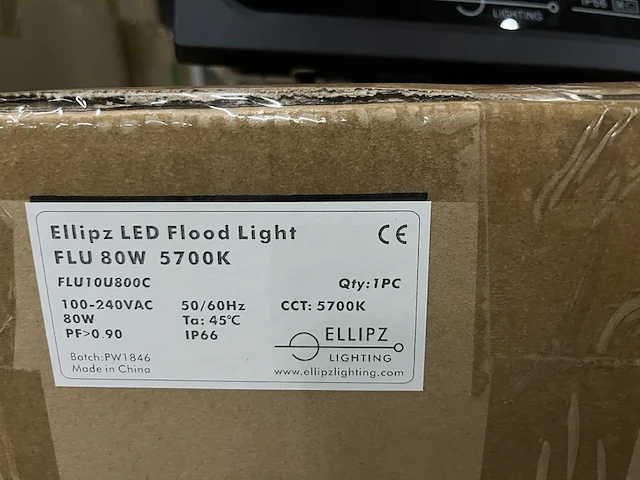 LIGHTING
IP66
Ellipz LED Flood Light
CE
FLU 80W 5700K
FLU10U800C
Qty:1PC
100-240VAC 50/60Hz CCT: 5700K
80W Ta: 45℃
PF>0.90 IP66
ELLIPZ
LIGHTING
Batch:PW1846
Made in China
www.ellipzlighting.com